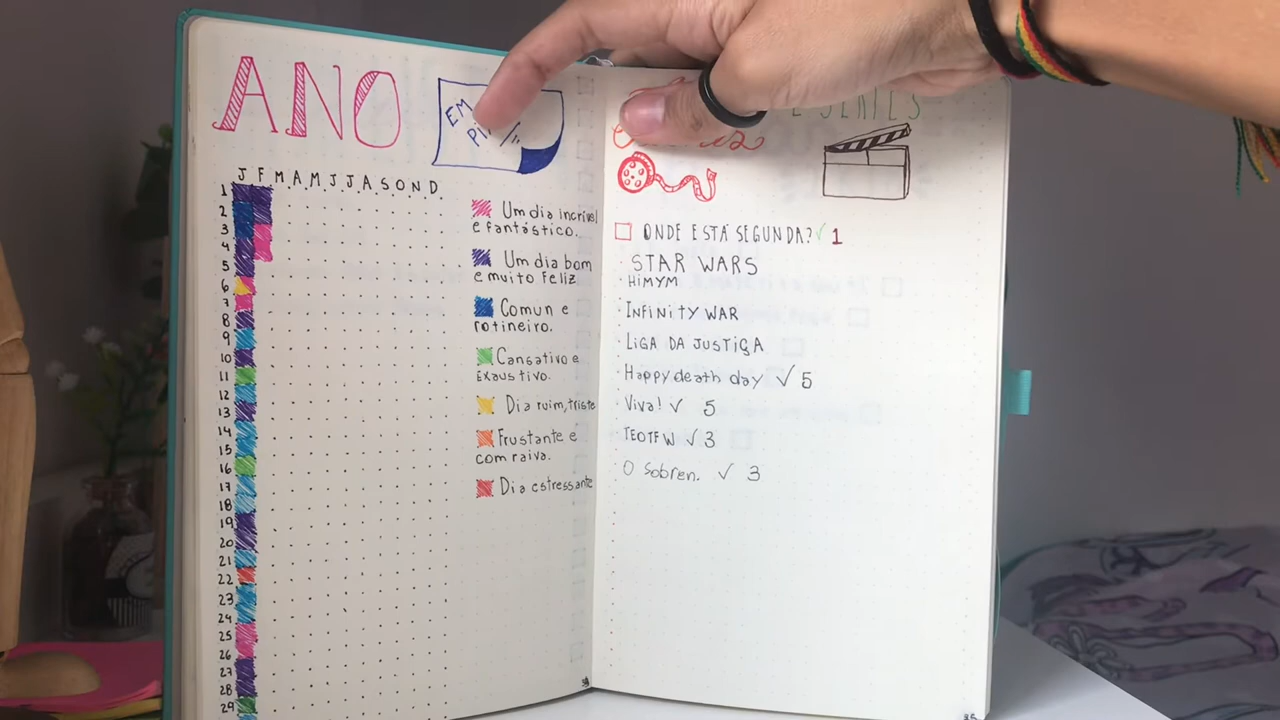 ANO
EM
J F M A M J J A S O N D
1
2
3
4
5
6
7
8
9
10
11
12
13
14
15
16
17
18
19
20
21
22
23
24
25
26
27
28
29
Um dia incrível
e fantástico.
Um dia bom
e muito feliz
Comun e
rotineiro.
Cansativo e
Exaustivo.
Dia ruim, triste
Frustante e
com raiva.
Dia estressante
E SÉRIES
ONDE ESTÁ SEGUNDA? ✓ 1
· STAR WARS
· HIMYM
· INFINITY WAR
· LIGA DA JUSTIÇA
· Happy death day ✓ 5
· Viva! ✓ 5
· TEOTFW ✓ 3
· O Sobren. ✓ 3